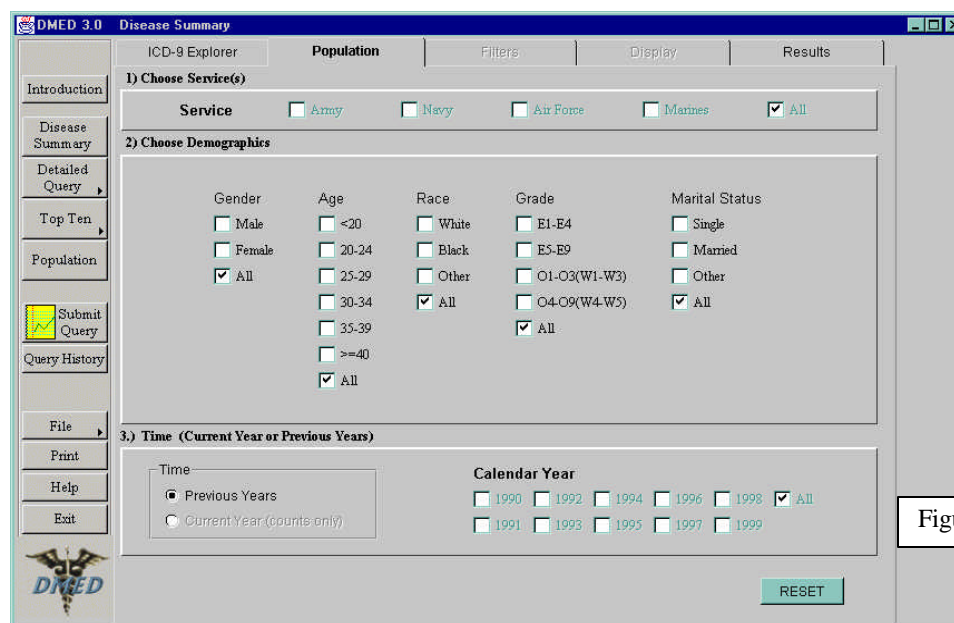 DMED 3.0 Disease Summary
ICD-9 Explorer Population Filters Display Results
Introduction
Disease
Summary
Detailed
Query
Top Ten
Population
Submit
Query
Query History
File
Print
Help
Exit
DMED
1) Choose Service(s)
Service Army Navy Air Force Marines All
2) Choose Demographics
Gender Age Race Grade Marital Status
Male <20 White E1-E4 Single
Female 20-24 Black E5-E9 Married
All 25-29 Other O1-O3(W1-W3) Other
30-34 All O4-O9(W4-W5) All
35-39 All
>=40
All
3.) Time (Current Year or Previous Years)
Time
Previous Years
Current Year (counts only)
Calendar Year
1990 1992 1994 1996 1998 All
1991 1993 1995 1997 1999
RESET